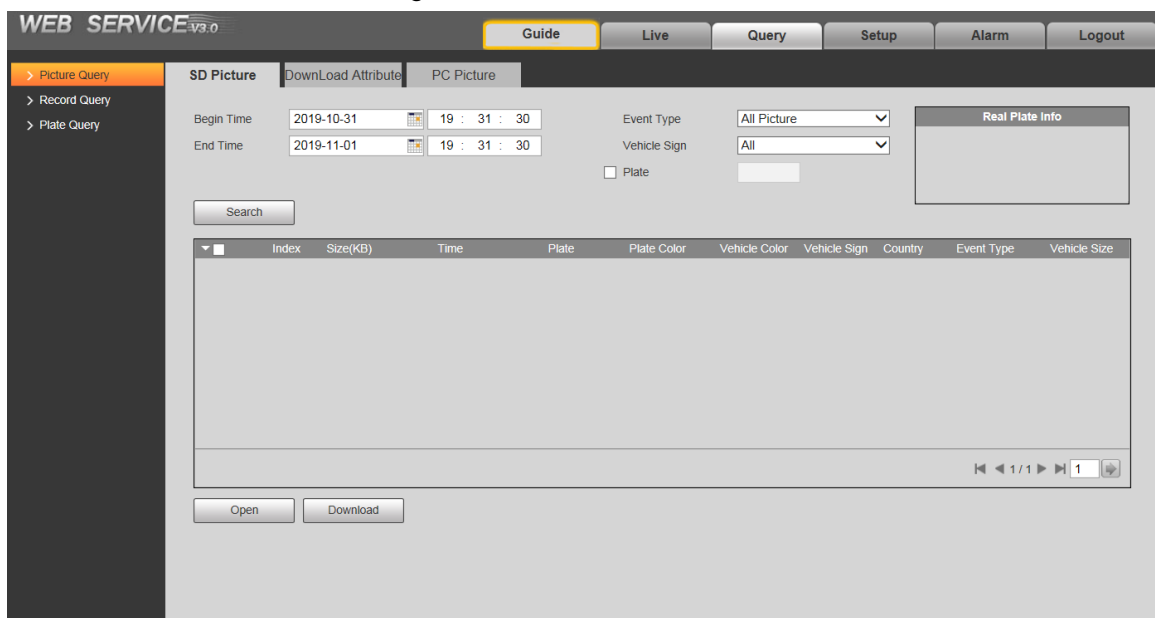 WEB SERVICE V3.0
Guide Live Query Setup Alarm Logout
Picture Query
Record Query
Plate Query
SD Picture DownLoad Attribute PC Picture
Begin Time 2019-10-31 19 : 31 : 30 Event Type All Picture
End Time 2019-11-01 19 : 31 : 30 Vehicle Sign All
Plate
Real Plate Info
Search
Index Size(KB) Time Plate Plate Color Vehicle Color Vehicle Sign Country Event Type Vehicle Size
1 / 1 1
Open Download